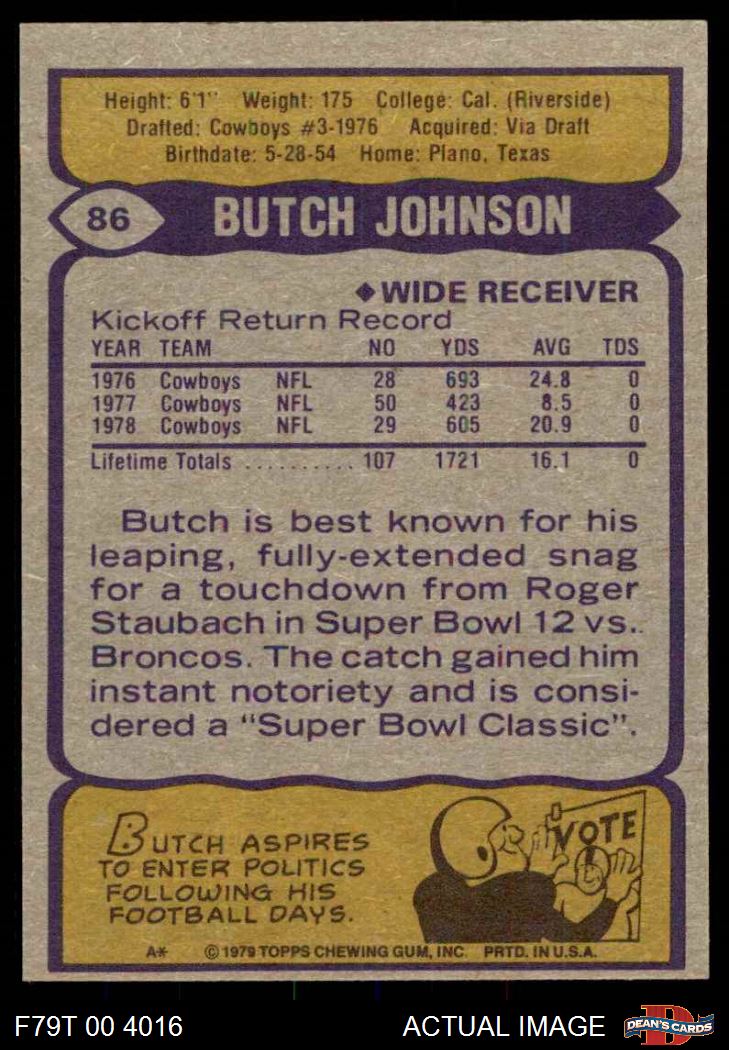 Height: 6'1" Weight: 175 College: Cal. (Riverside)
Drafted: Cowboys #3-1976 Acquired: Via Draft
Birthdate: 5-28-54 Home: Plano, Texas
86 BUTCH JOHNSON
◆WIDE RECEIVER
Kickoff Return Record
YEAR TEAM NO YDS AVG TDS
1976 Cowboys NFL 28 693 24.8 0
1977 Cowboys NFL 50 423 8.5 0
1978 Cowboys NFL 29 605 20.9 0
Lifetime Totals .......... 107 1721 16.1 0
Butch is best known for his
leaping, fully-extended snag
for a touchdown from Roger
Staubach in Super Bowl 12 vs..
Broncos. The catch gained him
instant notoriety and is consi-
dered a "Super Bowl Classic".
BUTCH ASPIRES
TO ENTER POLITICS
FOLLOWING HIS
FOOTBALL DAYS.
VOTE
A* © 1979 TOPPS CHEWING GUM, INC. PRTD. IN U.S.A.
F79T 00 4016 ACTUAL IMAGE D DEAN'S CARDS